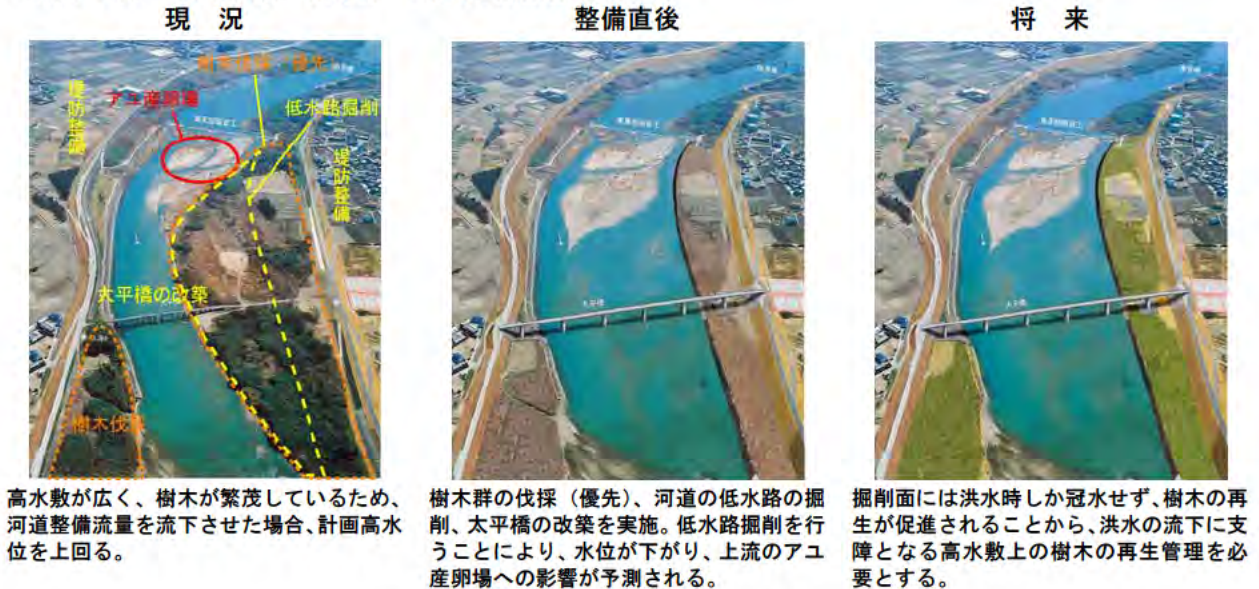 現　況
整備直後
将　来
樹木伐採（優先）
アユ産卵場
低水路掘削
堤防整備
堤防整備
太平橋の改築
樹木伐採
太平橋
太平橋
高水敷が広く、樹木が繁茂しているため、
河道整備流量を流下させた場合、計画高水
位を上回る。
樹木群の伐採（優先）、河道の低水路の掘
削、太平橋の改築を実施。低水路掘削を行
うことにより、水位が下がり、上流のアユ
産卵場への影響が予測される。
掘削面には洪水時しか冠水せず、樹木の再
生が促進されることから、洪水の流下に支
障となる高水敷上の樹木の再生管理を必
要とする。